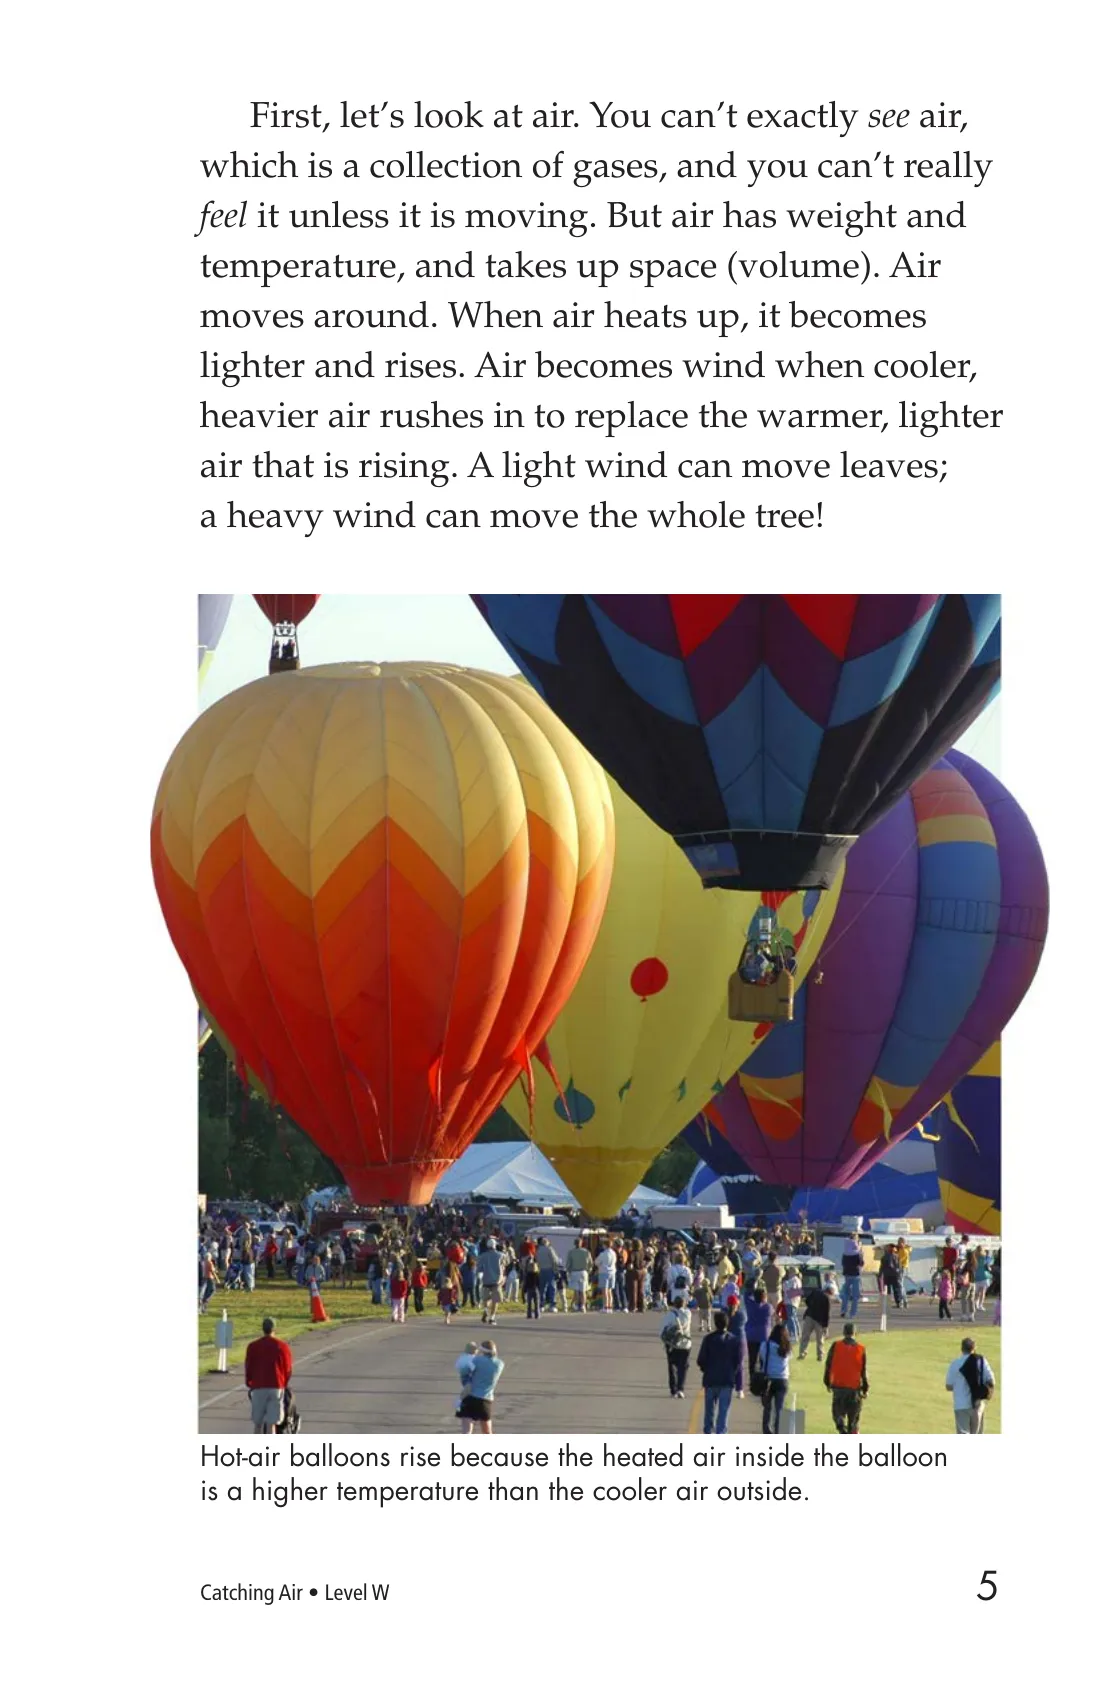 First, let’s look at air. You can’t exactly see air,
which is a collection of gases, and you can’t really
feel it unless it is moving. But air has weight and
temperature, and takes up space (volume). Air
moves around. When air heats up, it becomes
lighter and rises. Air becomes wind when cooler,
heavier air rushes in to replace the warmer, lighter
air that is rising. A light wind can move leaves;
a heavy wind can move the whole tree!
Hot-air balloons rise because the heated air inside the balloon
is a higher temperature than the cooler air outside.
Catching Air • Level W
5